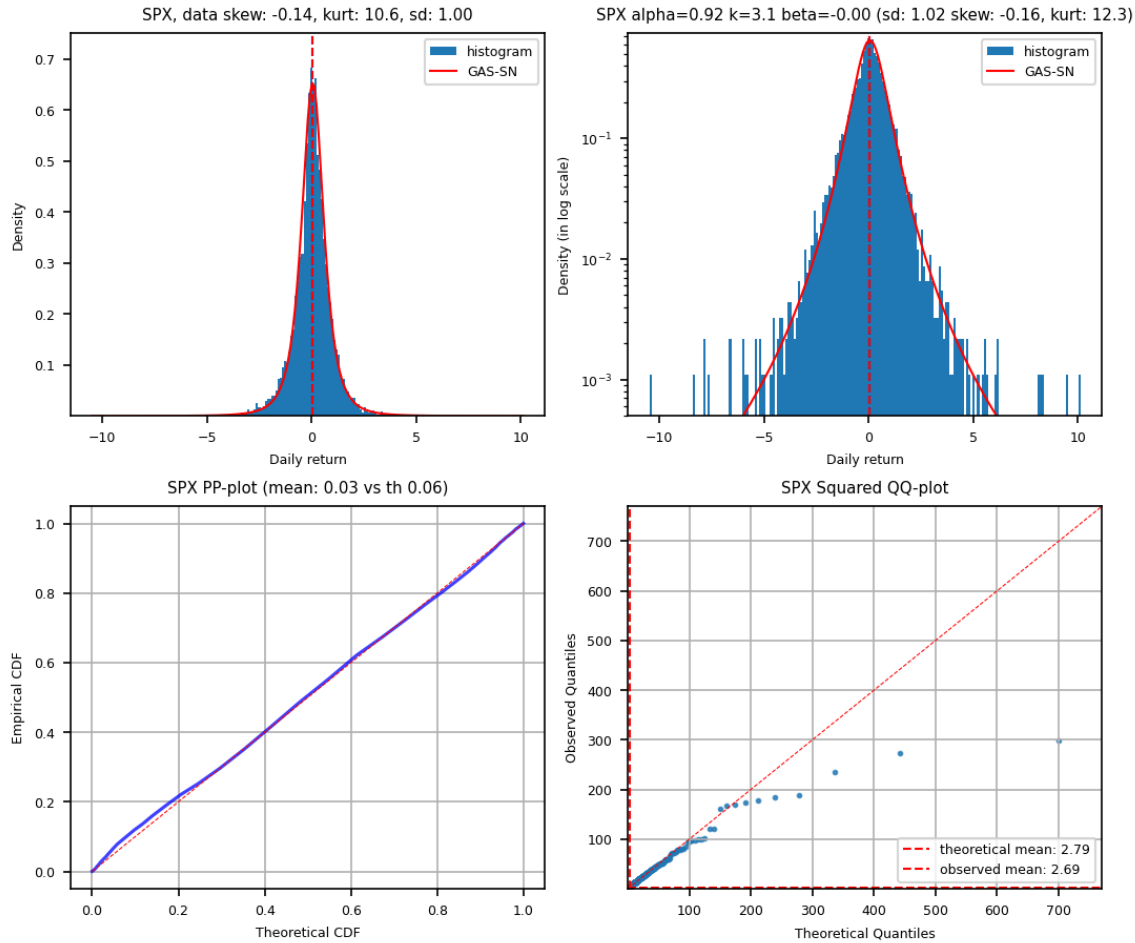 SPX, data skew: -0.14, kurt: 10.6, sd: 1.00
histogram
GAS-SN
0.7
0.6
0.5
0.4
0.3
0.2
0.1
Density
−10
−5
0
5
10
Daily return
SPX alpha=0.92 k=3.1 beta=-0.00 (sd: 1.02 skew: -0.16, kurt: 12.3)
histogram
GAS-SN
10⁻¹
10⁻²
10⁻³
Density (in log scale)
−10
−5
0
5
10
Daily return
SPX PP-plot (mean: 0.03 vs th 0.06)
1.0
0.8
0.6
0.4
0.2
0.0
Empirical CDF
0.0
0.2
0.4
0.6
0.8
1.0
Theoretical CDF
SPX Squared QQ-plot
700
600
500
400
300
200
100
Observed Quantiles
theoretical mean: 2.79
observed mean: 2.69
100
200
300
400
500
600
700
Theoretical Quantiles